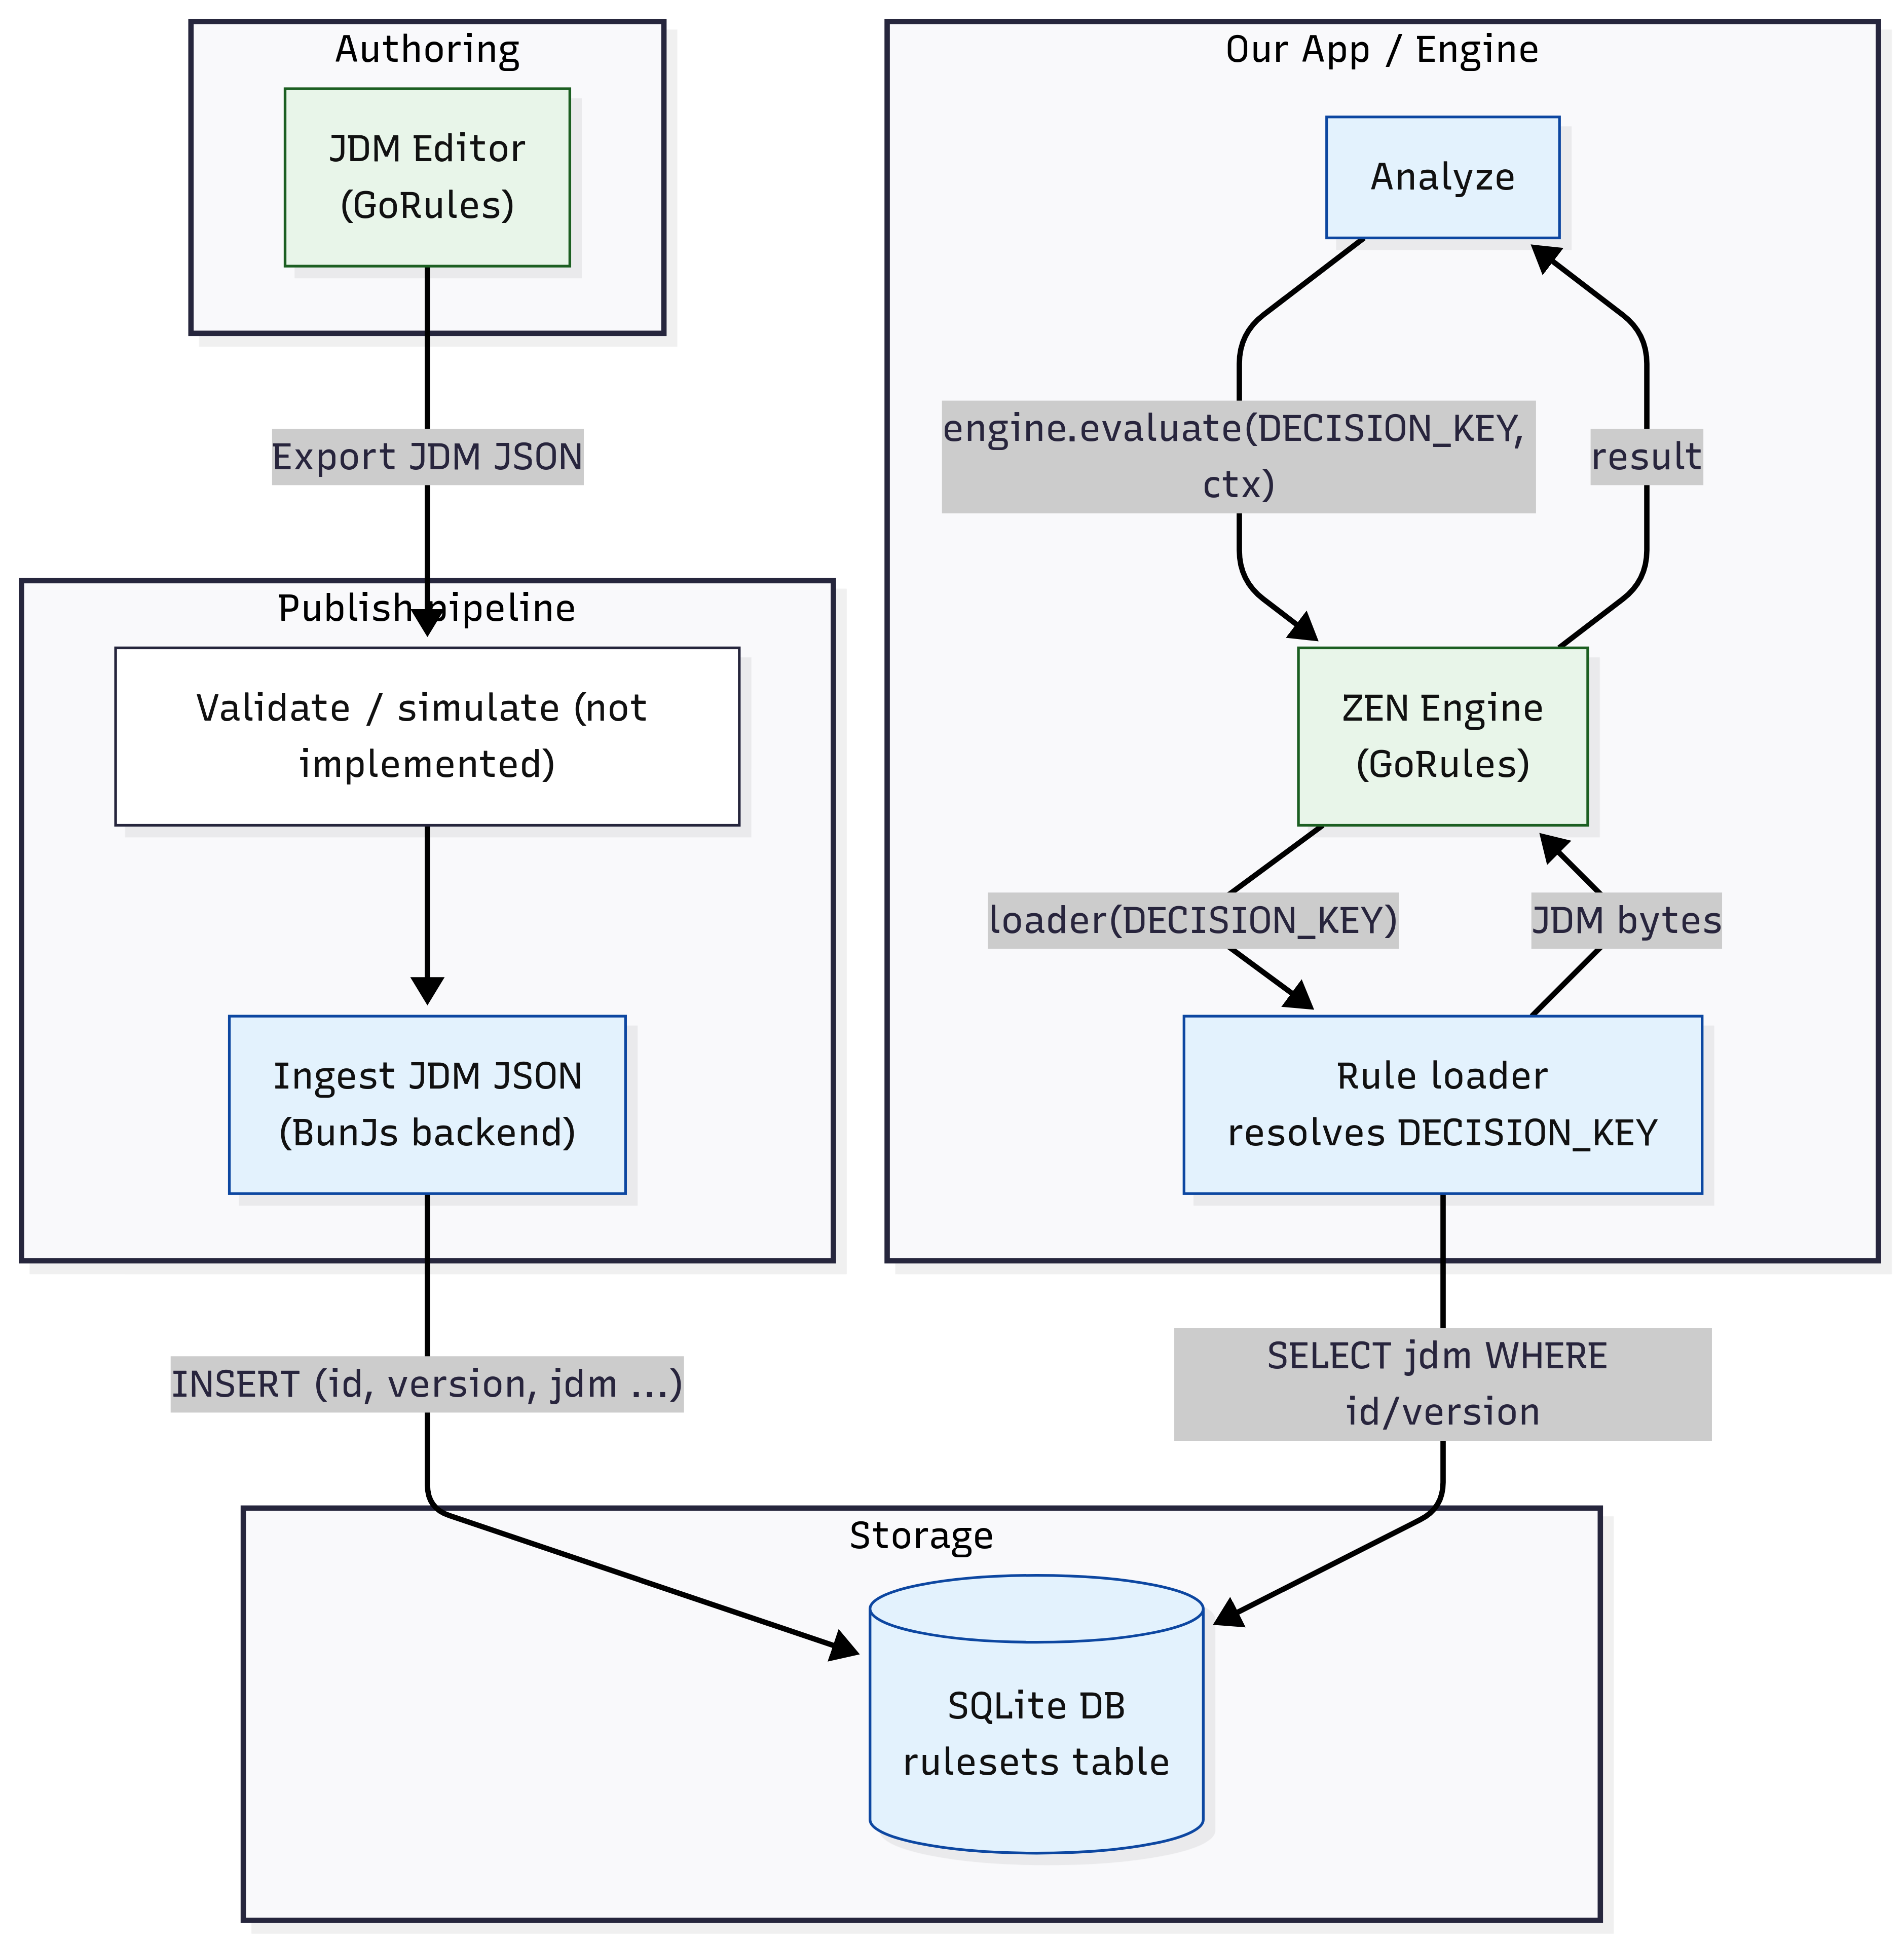 Authoring
JDM Editor
(GoRules)
Export JDM JSON
Publish pipeline
Validate / simulate (not
implemented)
Ingest JDM JSON
(BunJs backend)
INSERT (id, version, jdm ...)
Our App / Engine
Analyze
engine.evaluate(DECISION_KEY,
ctx)
result
ZEN Engine
(GoRules)
loader(DECISION_KEY)
JDM bytes
Rule loader
resolves DECISION_KEY
SELECT jdm WHERE
id/version
Storage
SQLite DB
rulesets table